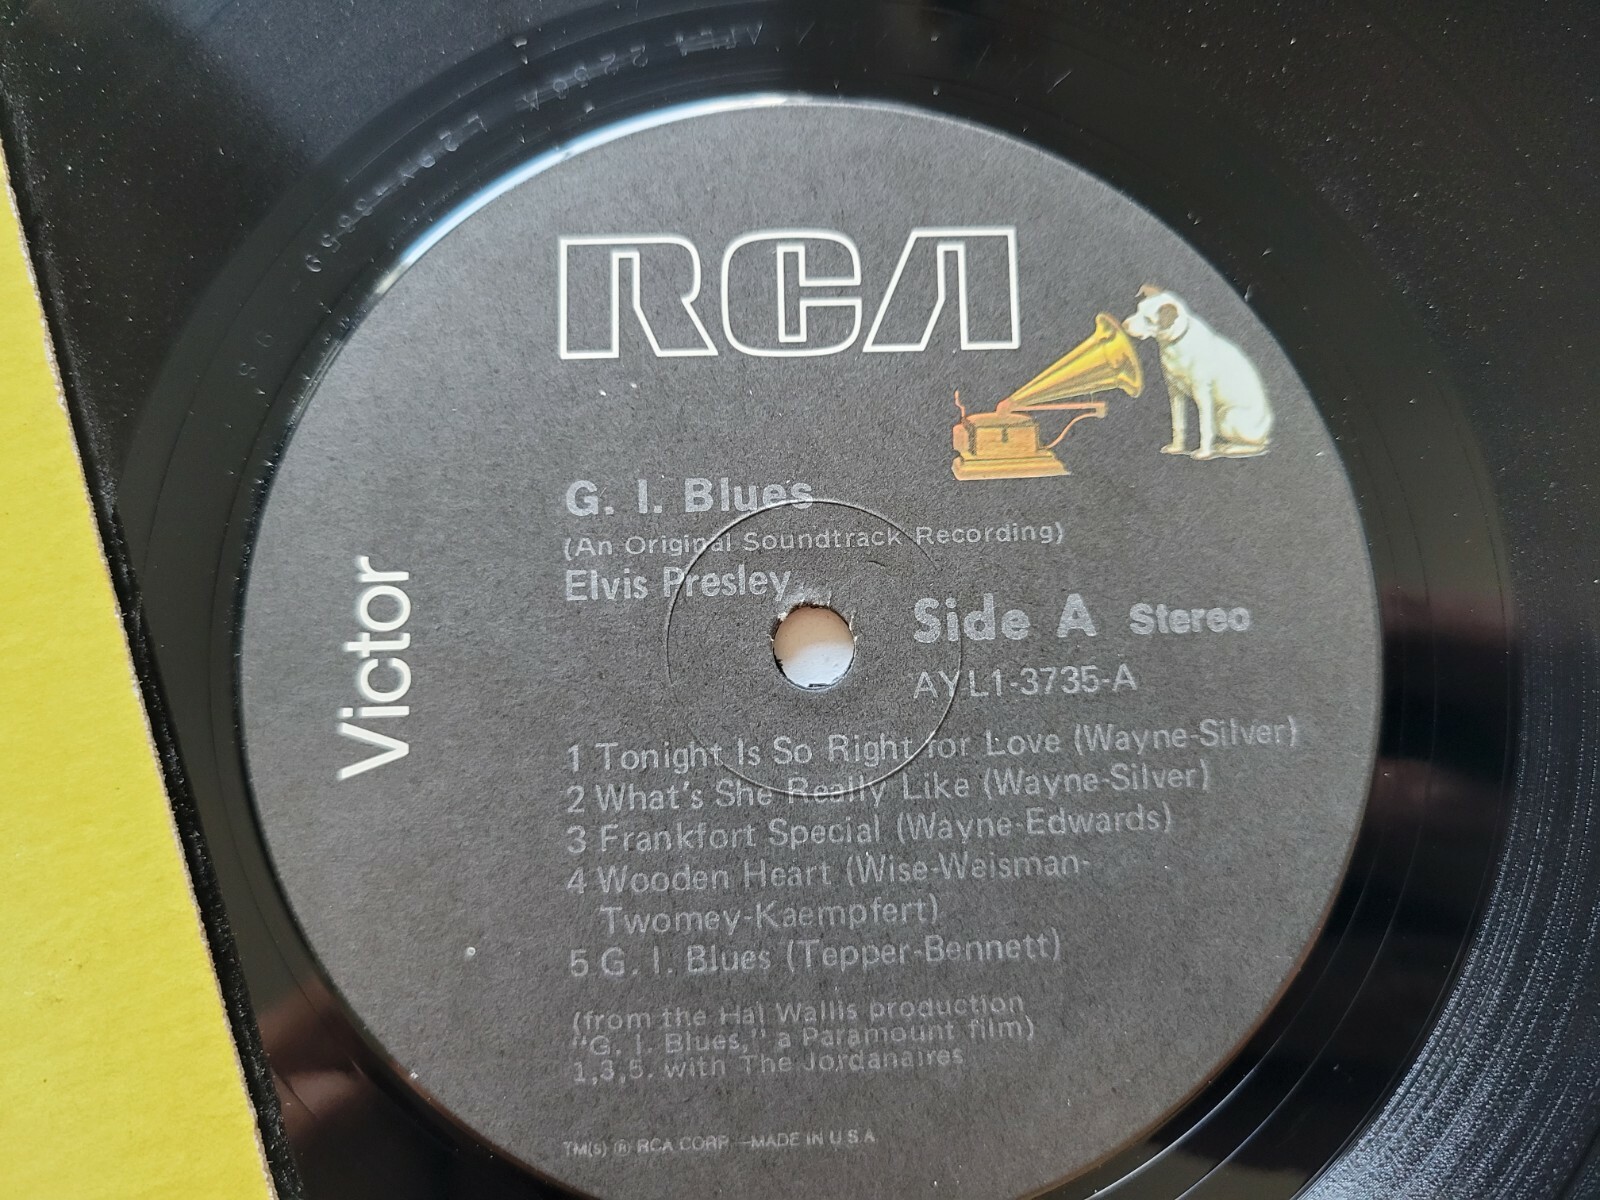 RCA
Victor
G. I. Blues
(An Original Soundtrack Recording)
Elvis Presley
Side A Stereo
AYL1-3735-A
1 Tonight Is So Right for Love (Wayne-Silver)
2 What's She Really Like (Wayne-Silver)
3 Frankfort Special (Wayne-Edwards)
4 Wooden Heart (Wise-Weisman-
Twomey-Kaempfert)
5 G. I. Blues (Tepper-Bennett)
(from the Hal Wallis production
"G. I. Blues," a Paramount film)
1,3,5. with The Jordanaires
TM(s) ® RCA CORP.—MADE IN U.S.A.